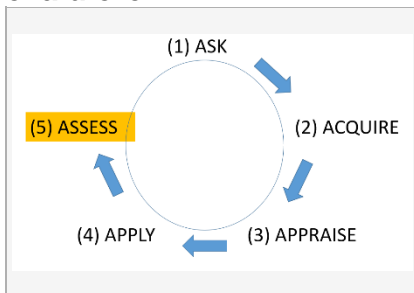 (1) ASK
(2) ACQUIRE
(3) APPRAISE
(4) APPLY
(5) ASSESS